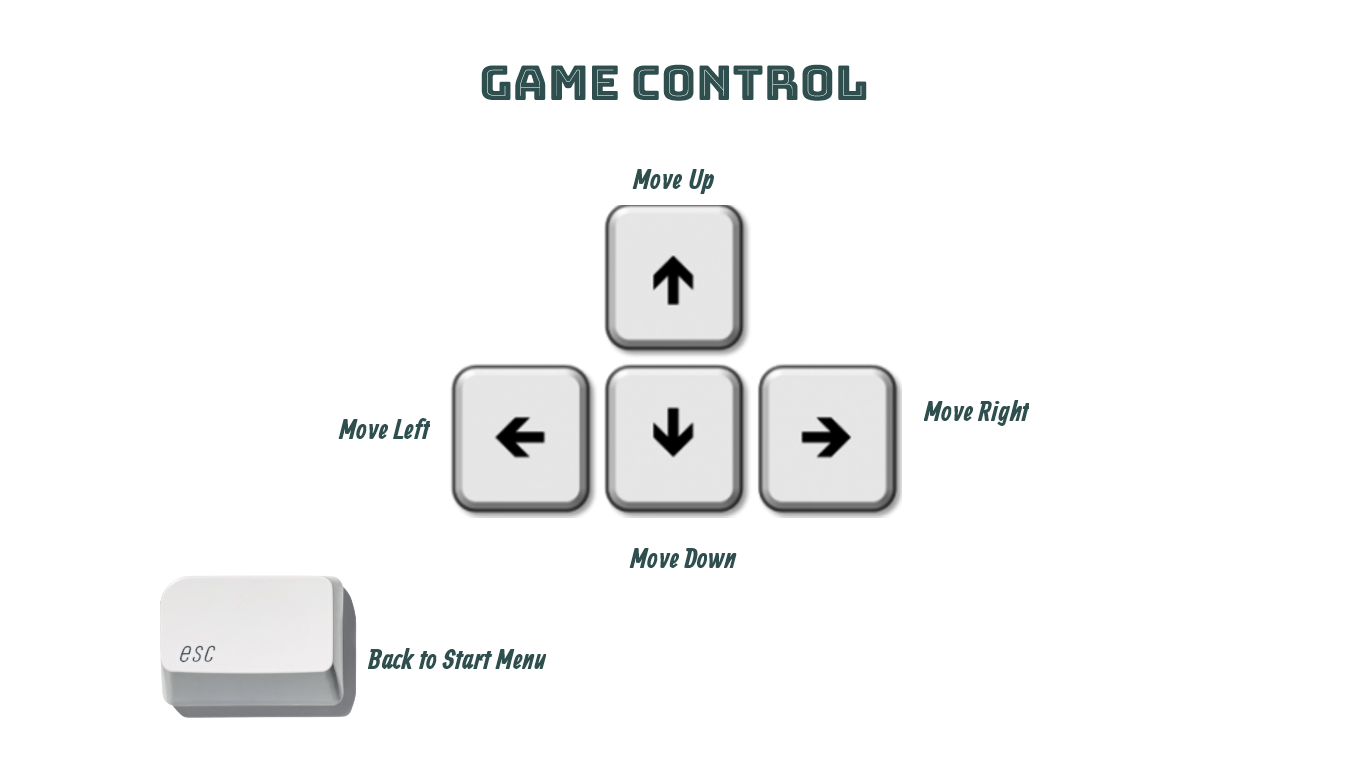 GAME CONTROL
Move Up
Move Left
Move Right
Move Down
esc
Back to Start Menu